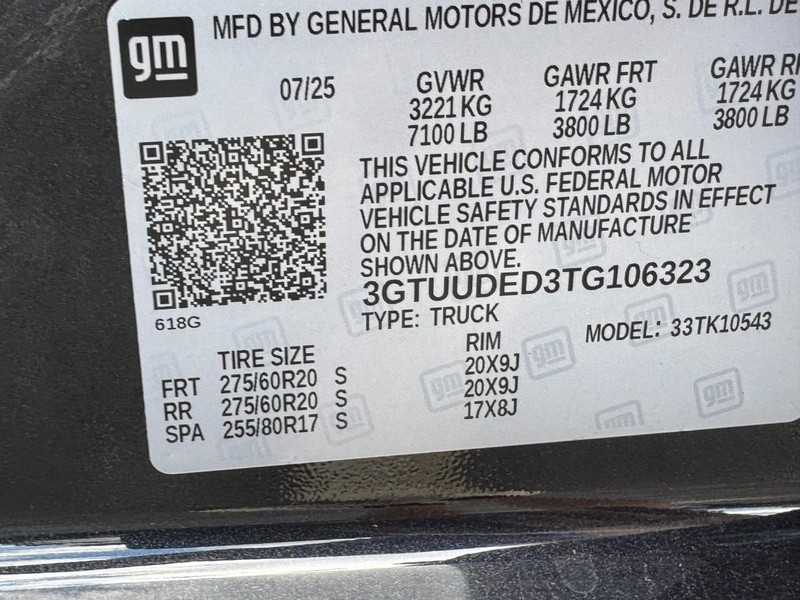 gm
MFD BY GENERAL MOTORS DE MEXICO, S. DE R.L. DE
07/25 GVWR GAWR FRT GAWR
3221 KG 1724 KG 1724 KG
7100 LB 3800 LB 3800 LB
THIS VEHICLE CONFORMS TO ALL
APPLICABLE U.S. FEDERAL MOTOR
VEHICLE SAFETY STANDARDS IN EFFECT
ON THE DATE OF MANUFACTURE
SHOWN ABOVE.
3GTUUDED3TG106323
618G
TYPE: TRUCK
MODEL: 33TK10543
TIRE SIZE RIM
FRT 275/60R20 S 20X9J
RR 275/60R20 S 20X9J
SPA 255/80R17 S 17X8J